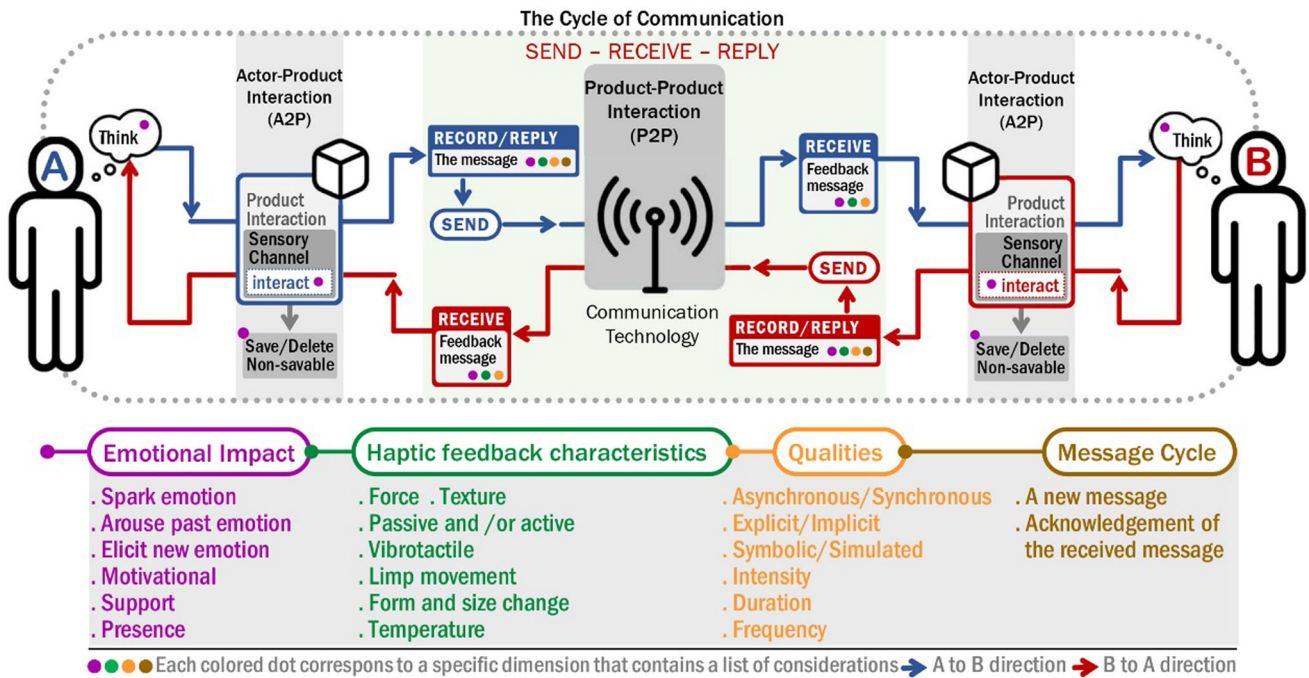 The Cycle of Communication
SEND – RECEIVE – REPLY
Actor-Product
Interaction
(A2P)
Product-Product
Interaction
(P2P)
Actor-Product
Interaction
(A2P)
A
Think
Product
Interaction
Sensory
Channel
interact
Save/Delete
Non-savable
RECORD/REPLY
The message
SEND
RECEIVE
Feedback
message
Communication
Technology
RECEIVE
Feedback
message
SEND
RECORD/REPLY
The message
Product
Interaction
Sensory
Channel
interact
Save/Delete
Non-savable
Think
B
Emotional Impact
. Spark emotion
. Arouse past emotion
. Elicit new emotion
. Motivational
. Support
. Presence
Haptic feedback characteristics
. Force . Texture
. Passive and /or active
. Vibrotactile
. Limp movement
. Form and size change
. Temperature
Qualities
. Asynchronous/Synchronous
. Explicit/Implicit
. Symbolic/Simulated
. Intensity
. Duration
. Frequency
Message Cycle
. A new message
. Acknowledgement of
the received message
Each colored dot correspons to a specific dimension that contains a list of considerations A to B direction B to A direction